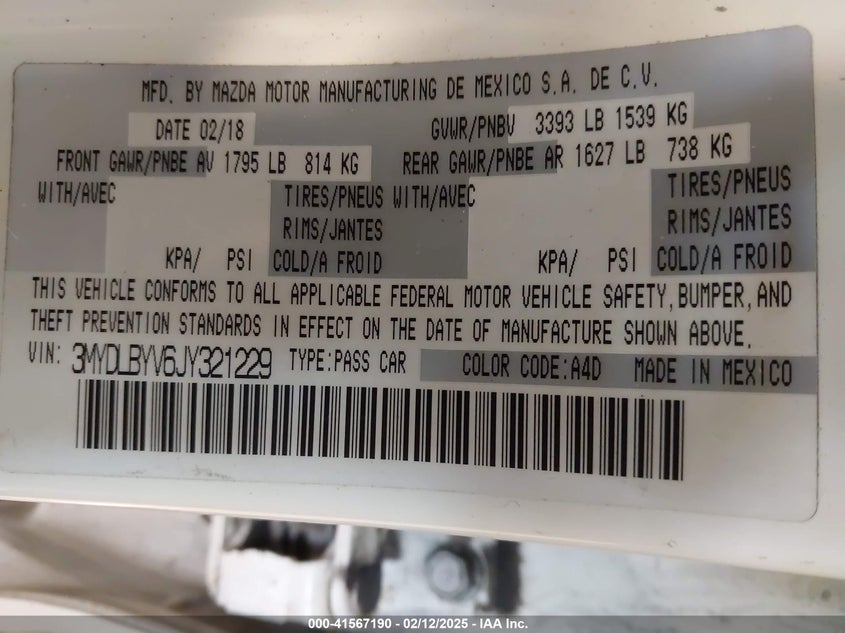 MFD. BY MAZDA MOTOR MANUFACTURING DE MEXICO S.A. DE C.V.
DATE 02/18 GVWR/PNBV 3393 LB 1539 KG
FRONT GAWR/PNBE AV 1795 LB 814 KG REAR GAWR/PNBE AR 1627 LB 738 KG
WITH/AVEC TIRES/PNEUS WITH/AVEC TIRES/PNEUS
RIMS/JANTES RIMS/JANTES
KPA/ PSI COLD/A FROID KPA/ PSI COLD/A FROID
THIS VEHICLE CONFORMS TO ALL APPLICABLE FEDERAL MOTOR VEHICLE SAFETY, BUMPER, AND
THEFT PREVENTION STANDARDS IN EFFECT ON THE DATE OF MANUFACTURE SHOWN ABOVE.
VIN: 3MYDLBYV6JY321229 TYPE:PASS CAR COLOR CODE:A4D MADE IN MEXICO
000-41567190 - 02/12/2025 - IAA Inc.